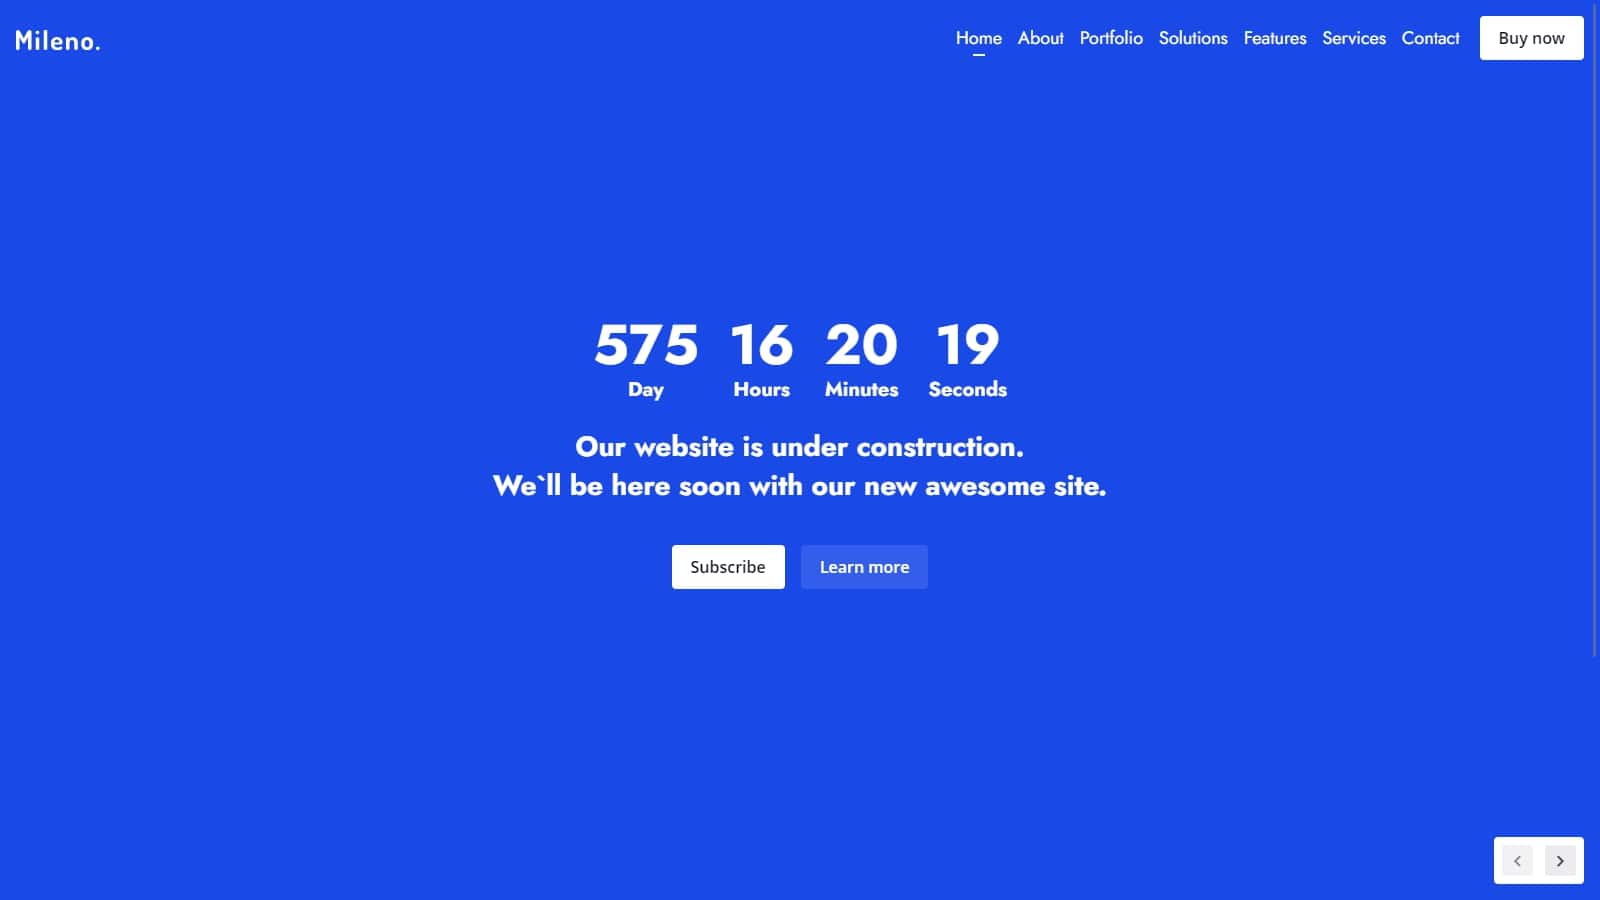 Mileno.
Home About Portfolio Solutions Features Services Contact Buy now
575 16 20 19
Day Hours Minutes Seconds
Our website is under construction.
We`ll be here soon with our new awesome site.
Subscribe Learn more